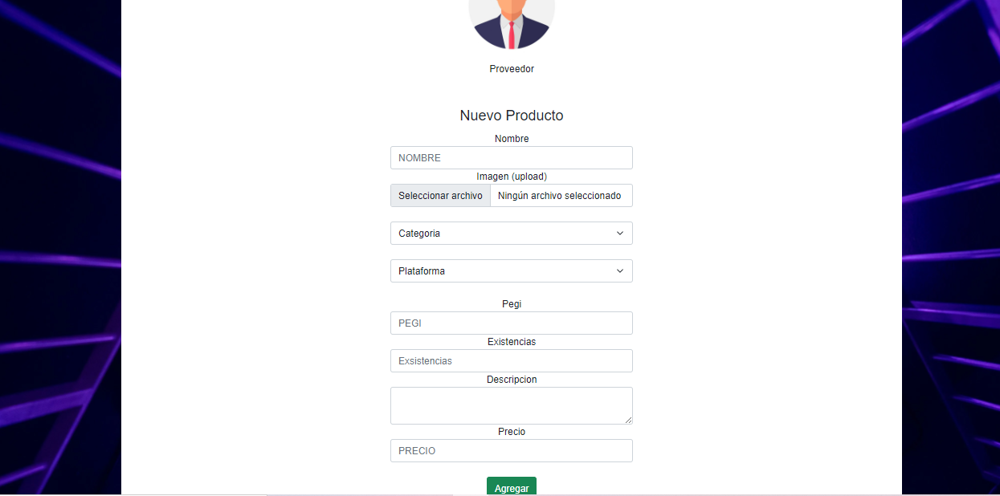 Proveedor
Nuevo Producto
Nombre
NOMBRE
Imagen (upload)
Seleccionar archivo Ningún archivo seleccionado
Categoria
Plataforma
Pegi
PEGI
Existencias
Exsistencias
Descripcion
Precio
PRECIO
Agregar